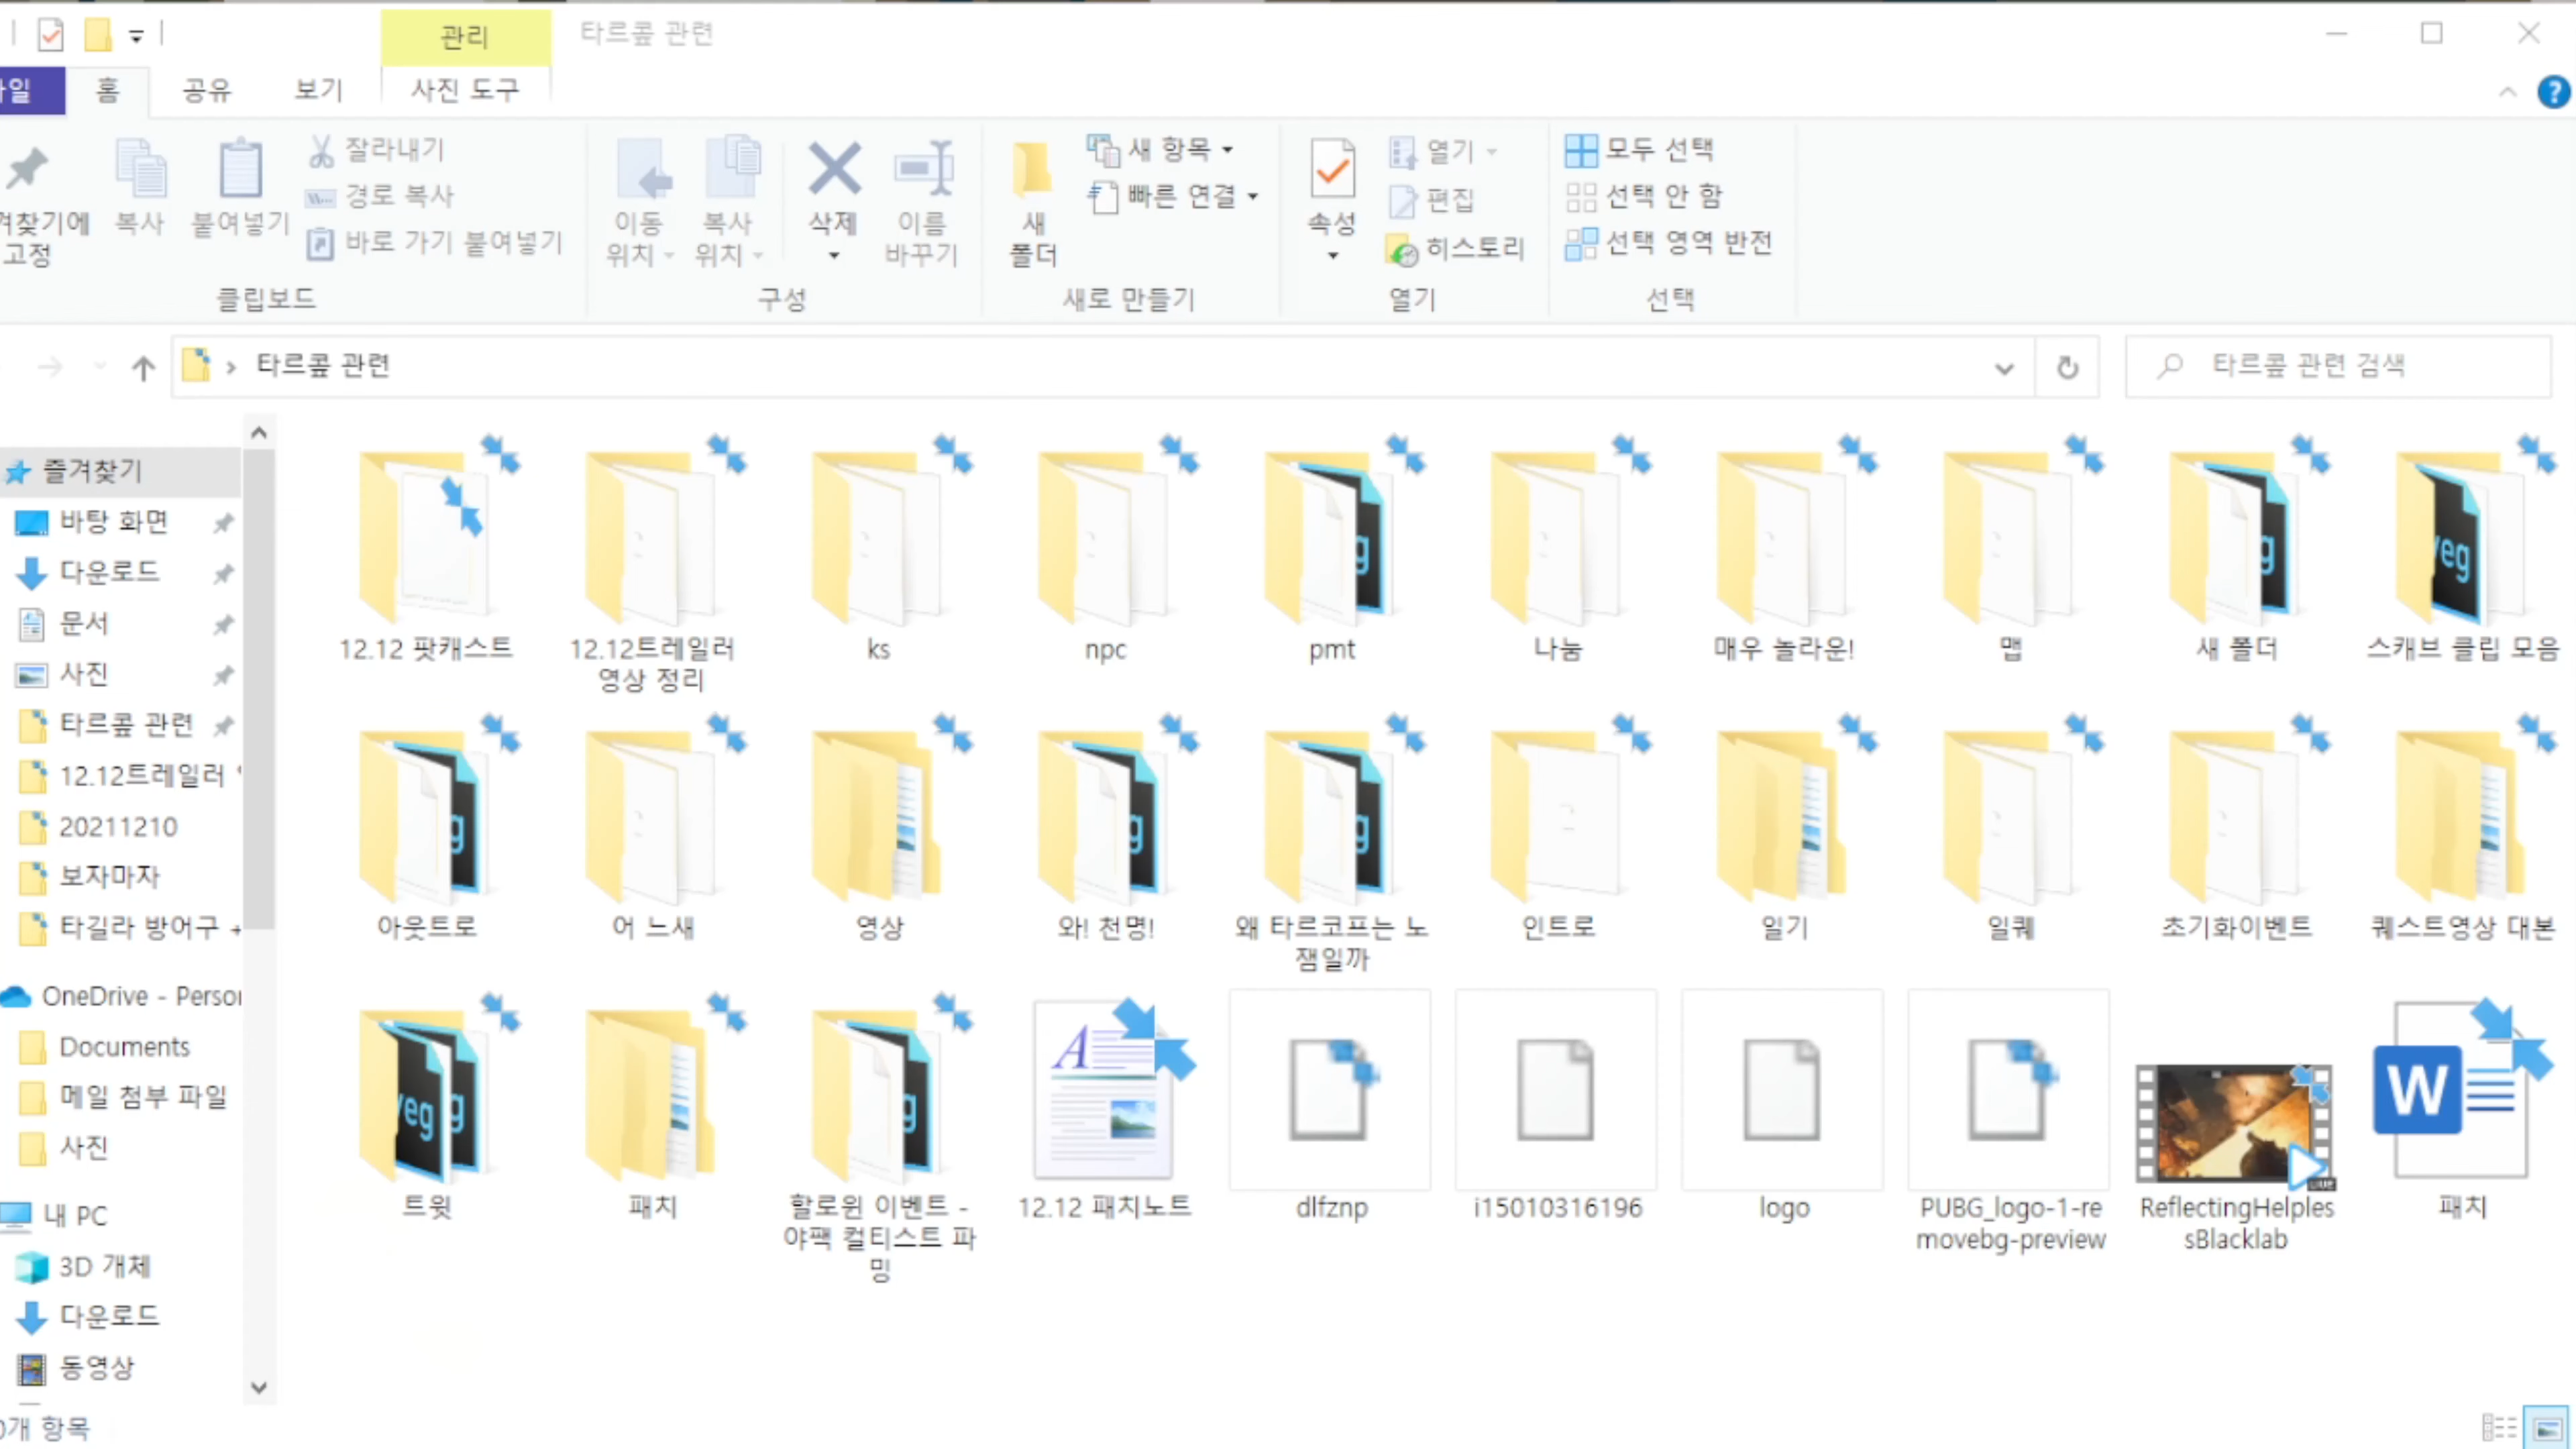 관리
타르콮 관련
홈
공유
보기
사진 도구
복사
붙여넣기
잘라내기
경로 복사
바로 가기 붙여넣기
고정
클립보드
이동
위치
복사
위치
삭제
이름
바꾸기
구성
새
폴더
새 항목
빠른 연결
새로 만들기
속성
열기
편집
히스토리
열기
모두 선택
선택 안 함
선택 영역 반전
선택
타르콮 관련
타르콮 관련 검색
즐겨찾기
바탕 화면
다운로드
문서
사진
타르콮 관련
12.12트레일러
20211210
보자마자
타길라 방어구
OneDrive - Person
Documents
메일 첨부 파일
사진
내 PC
3D 개체
다운로드
동영상
12.12 팟캐스트
12.12트레일러
영상 정리
ks
npc
pmt
나눔
매우 놀라운!
맵
새 폴더
스캐브 클립 모음
아웃트로
어 느새
영상
와! 천명!
왜 타르코프는 노
잼일까
인트로
일기
일퀘
초기화이벤트
퀘스트영상 대본
트윗
패치
할로윈 이벤트 -
야팩 컬티스트 파
밍
12.12 패치노트
dlfznp
i15010316196
logo
PUBG_logo-1-re
movebg-preview
ReflectingHelples
sBlacklab
패치
개 항목